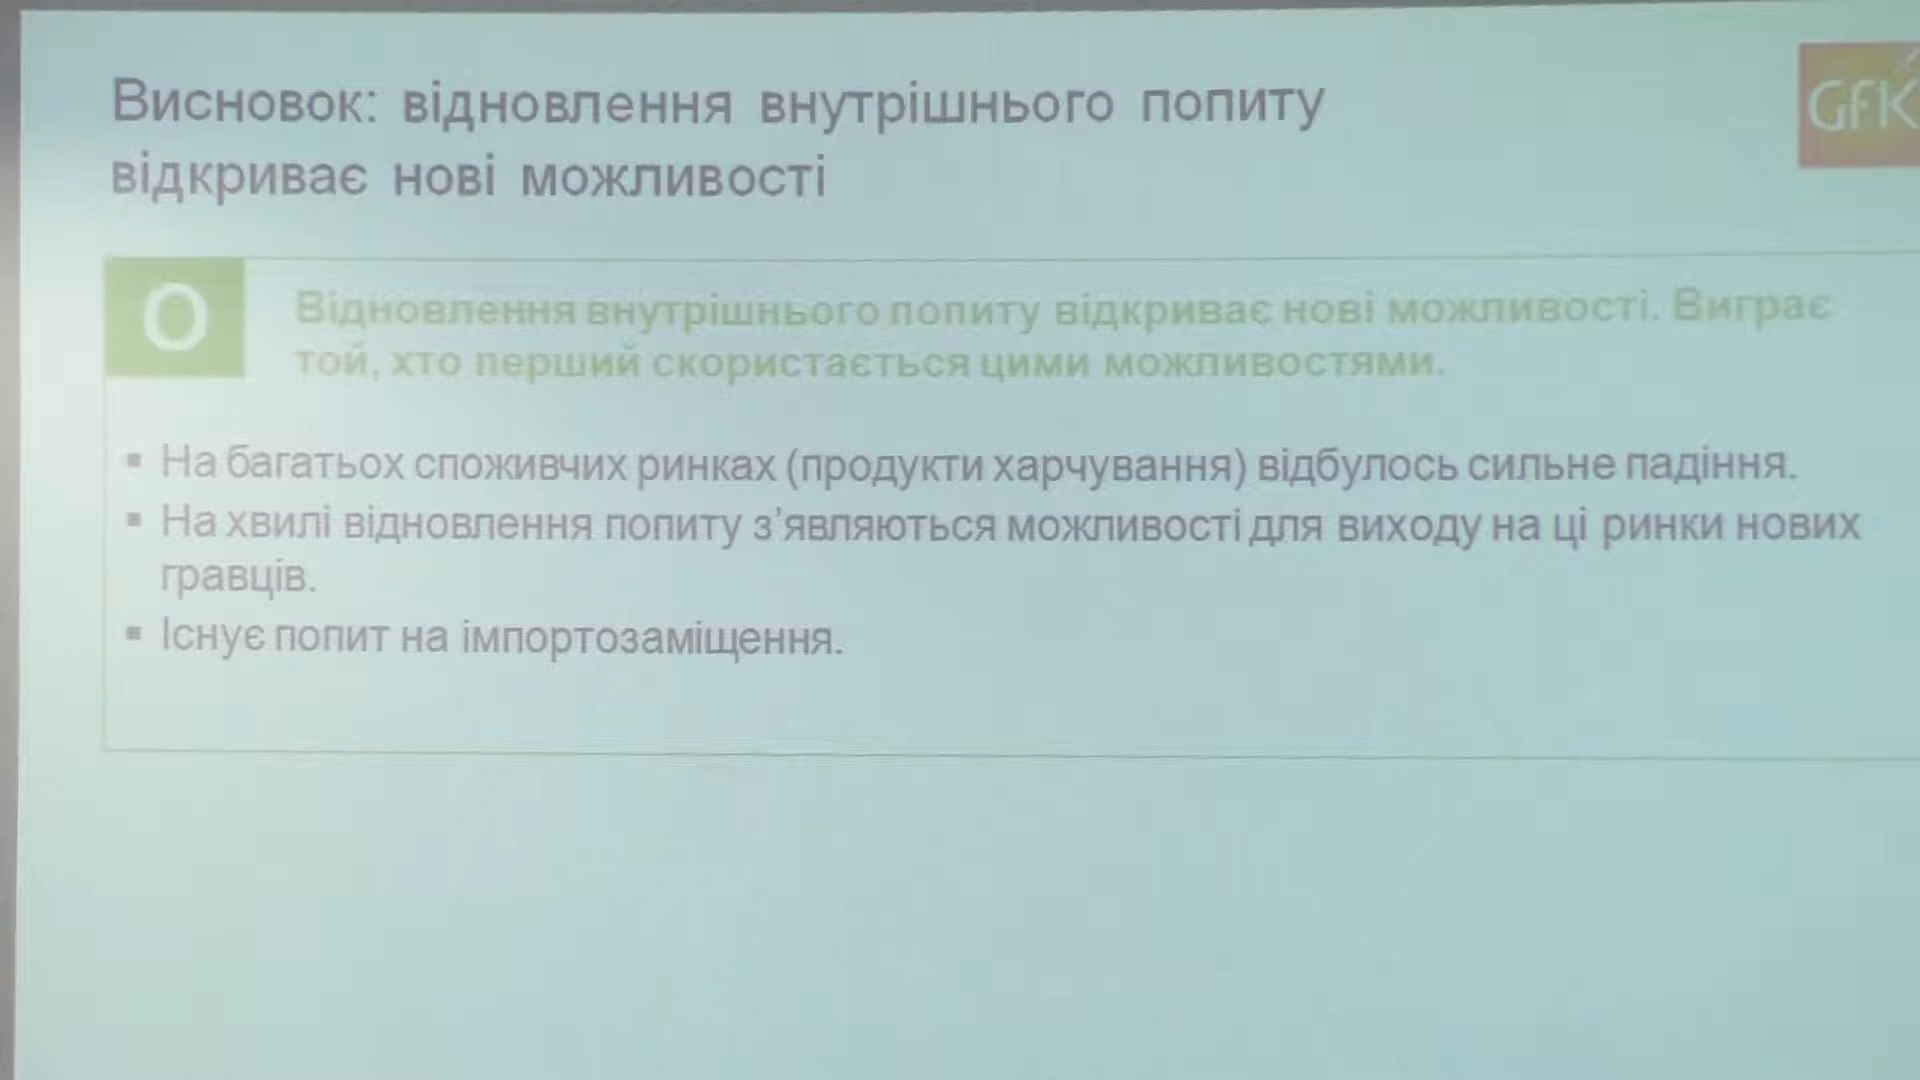 Висновок: відновлення внутрішнього попиту
відкриває нові можливості
GfK
О
Відновлення внутрішнього попиту відкриває нові можливості. Виграє
той, хто перший скористається цими можливостями.
▪ На багатьох споживчих ринках (продукти харчування) відбулось сильне падіння.
▪ На хвилі відновлення попиту з’являються можливості для виходу на ці ринки нових
гравців.
▪ Існує попит на імпортозаміщення.